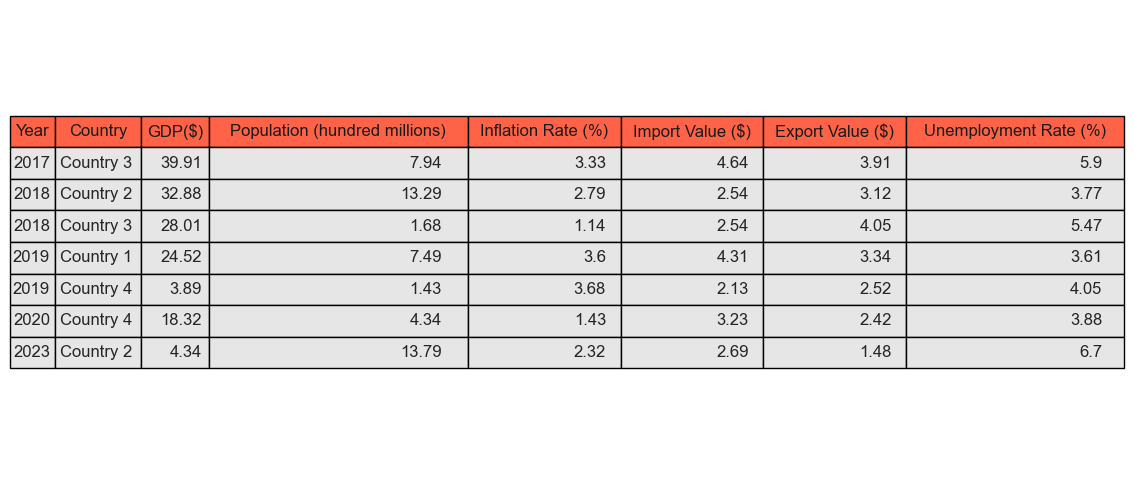 Year Country GDP($) Population (hundred millions) Inflation Rate (%) Import Value ($) Export Value ($) Unemployment Rate (%)
2017 Country 3 39.91 7.94 3.33 4.64 3.91 5.9
2018 Country 2 32.88 13.29 2.79 2.54 3.12 3.77
2018 Country 3 28.01 1.68 1.14 2.54 4.05 5.47
2019 Country 1 24.52 7.49 3.6 4.31 3.34 3.61
2019 Country 4 3.89 1.43 3.68 2.13 2.52 4.05
2020 Country 4 18.32 4.34 1.43 3.23 2.42 3.88
2023 Country 2 4.34 13.79 2.32 2.69 1.48 6.7